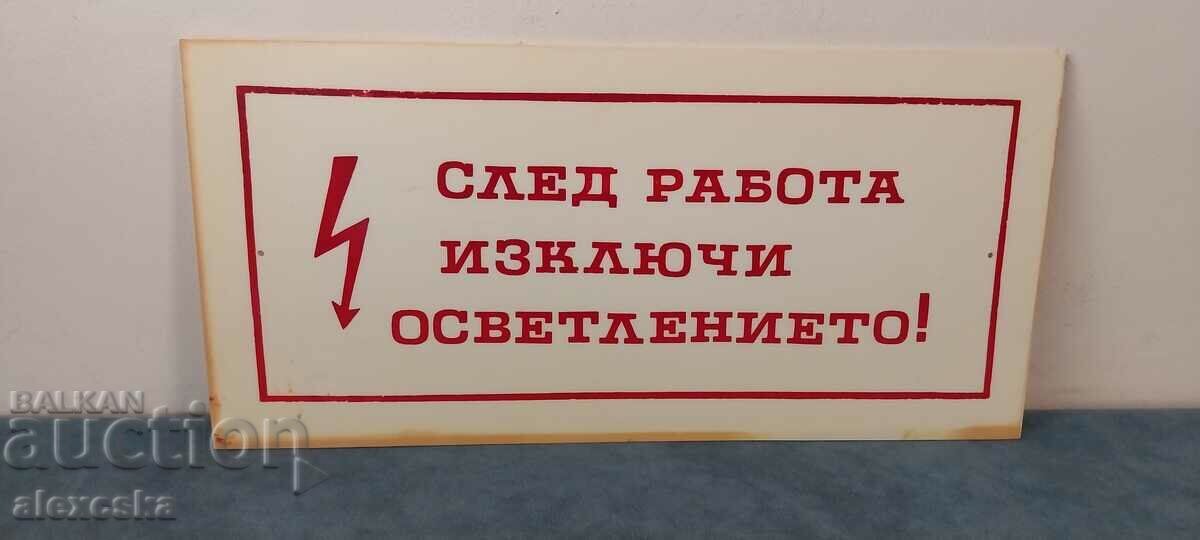 СЛЕД РАБОТА
ИЗКЛЮЧИ
ОСВЕТЛЕНИЕТО!
BALKAN
auction
alexcska